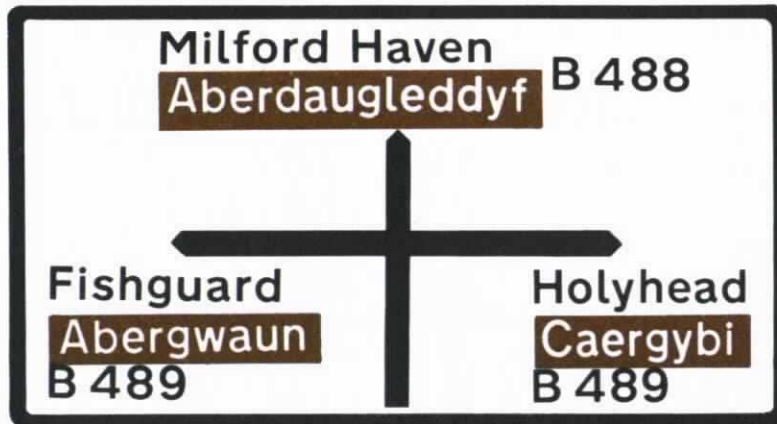 Milford Haven
Aberdaugleddyf
B 488
Fishguard
Abergwaun
B 489
Holyhead
Caergybi
B 489